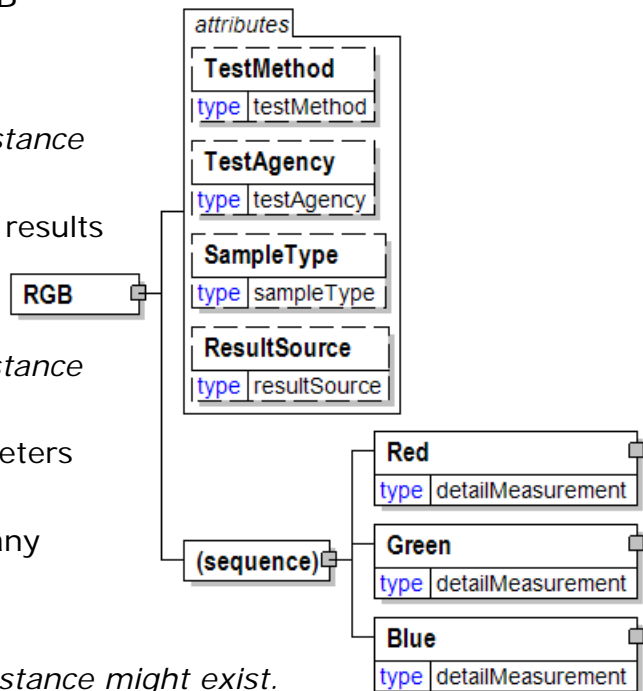 B
stance
results
stance
eters
any
stance might exist.
RGB
attributes
TestMethod
type testMethod
TestAgency
type testAgency
SampleType
type sampleType
ResultSource
type resultSource
(sequence)
Red
type detailMeasurement
Green
type detailMeasurement
Blue
type detailMeasurement